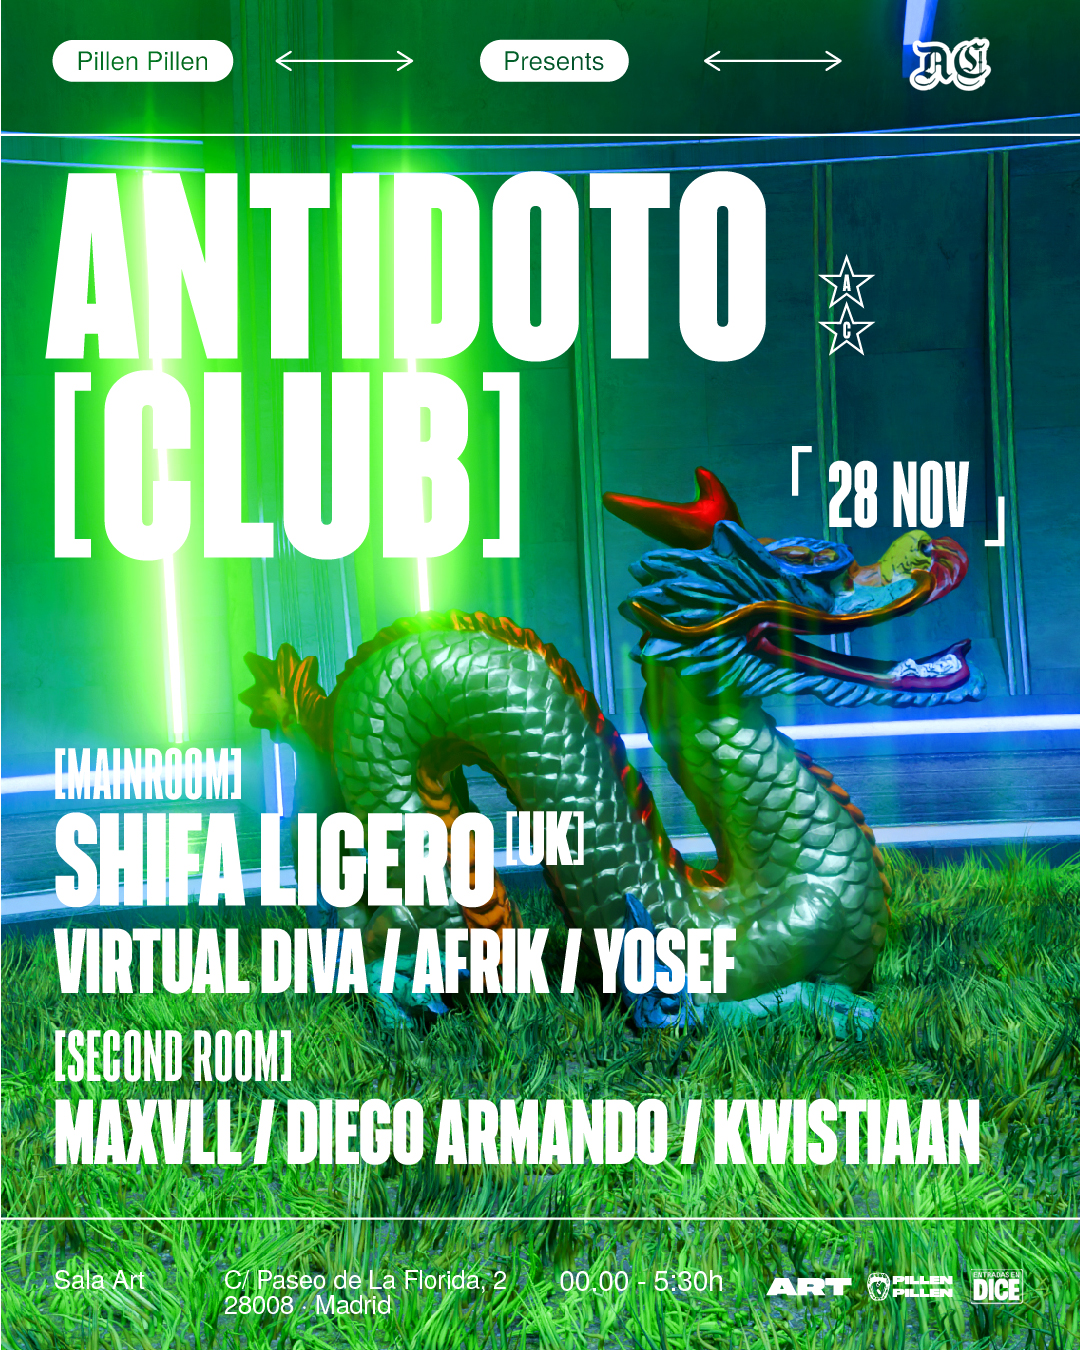 Pillen Pillen
Presents
AC
ANTIDOTO
[CLUB]
A
C
28 NOV
[MAINROOM]
SHIFA LIGERO [UK]
VIRTUAL DIVA / AFRIK / YOSEF
[SECOND ROOM]
MAXVLL / DIEGO ARMANDO / KWISTIAAN
Sala Art
C/ Paseo de La Florida, 2
28008 · Madrid
00.00 - 5:30h
ART
PILLEN
PILLEN
ENTRADAS EN
DICE